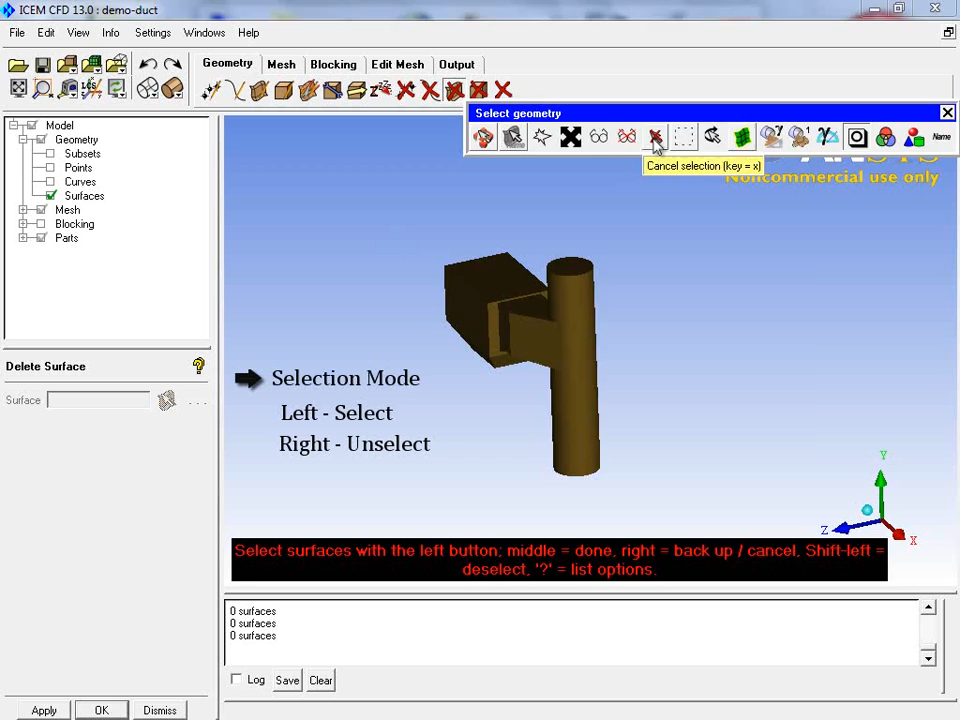 ICEM CFD 13.0 : demo-duct
File Edit View Info Settings Windows Help
Geometry Mesh Blocking Edit Mesh Output
LCS
Select geometry
Name
Cancel selection (key = x)
Noncommercial use only
Model
Geometry
Subsets
Points
Curves
Surfaces
Mesh
Blocking
Parts
Delete Surface
Surface
Selection Mode
Left - Select
Right - Unselect
Y
Z
X
Select surfaces with the left button; middle = done, right = back up / cancel, Shift-left =
deselect, '?' = list options.
0 surfaces
0 surfaces
0 surfaces
Log Save Clear
Apply OK Dismiss